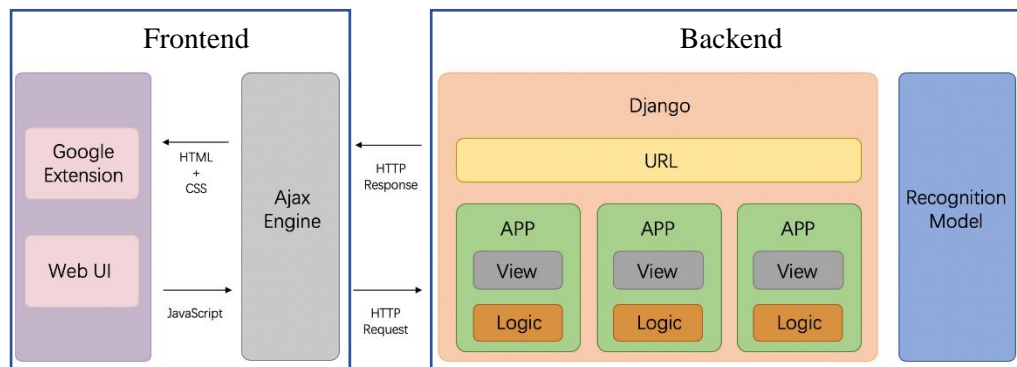 Frontend
Backend
Google
Extension
Web UI
HTML
+
CSS
JavaScript
Ajax
Engine
HTTP
Response
HTTP
Request
Django
URL
APP
View
Logic
APP
View
Logic
APP
View
Logic
Recognition
Model